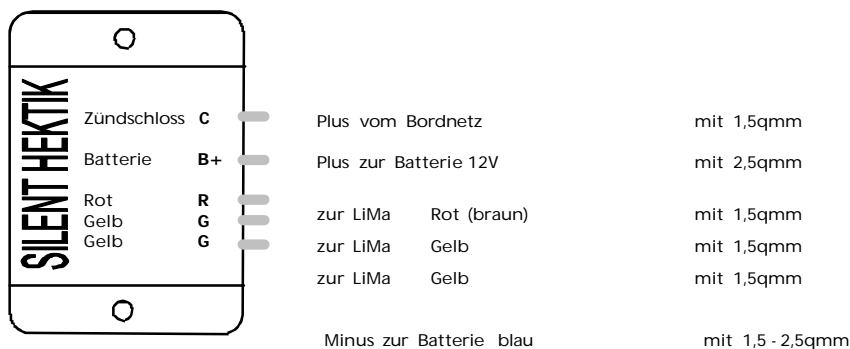 SILENT HEKTIK
Zündschloss C Plus vom Bordnetz mit 1,5qmm
Batterie B+ Plus zur Batterie 12V mit 2,5qmm
Rot R zur LiMa Rot (braun) mit 1,5qmm
Gelb G zur LiMa Gelb mit 1,5qmm
Gelb G zur LiMa Gelb mit 1,5qmm
Minus zur Batterie blau mit 1,5 - 2,5qmm